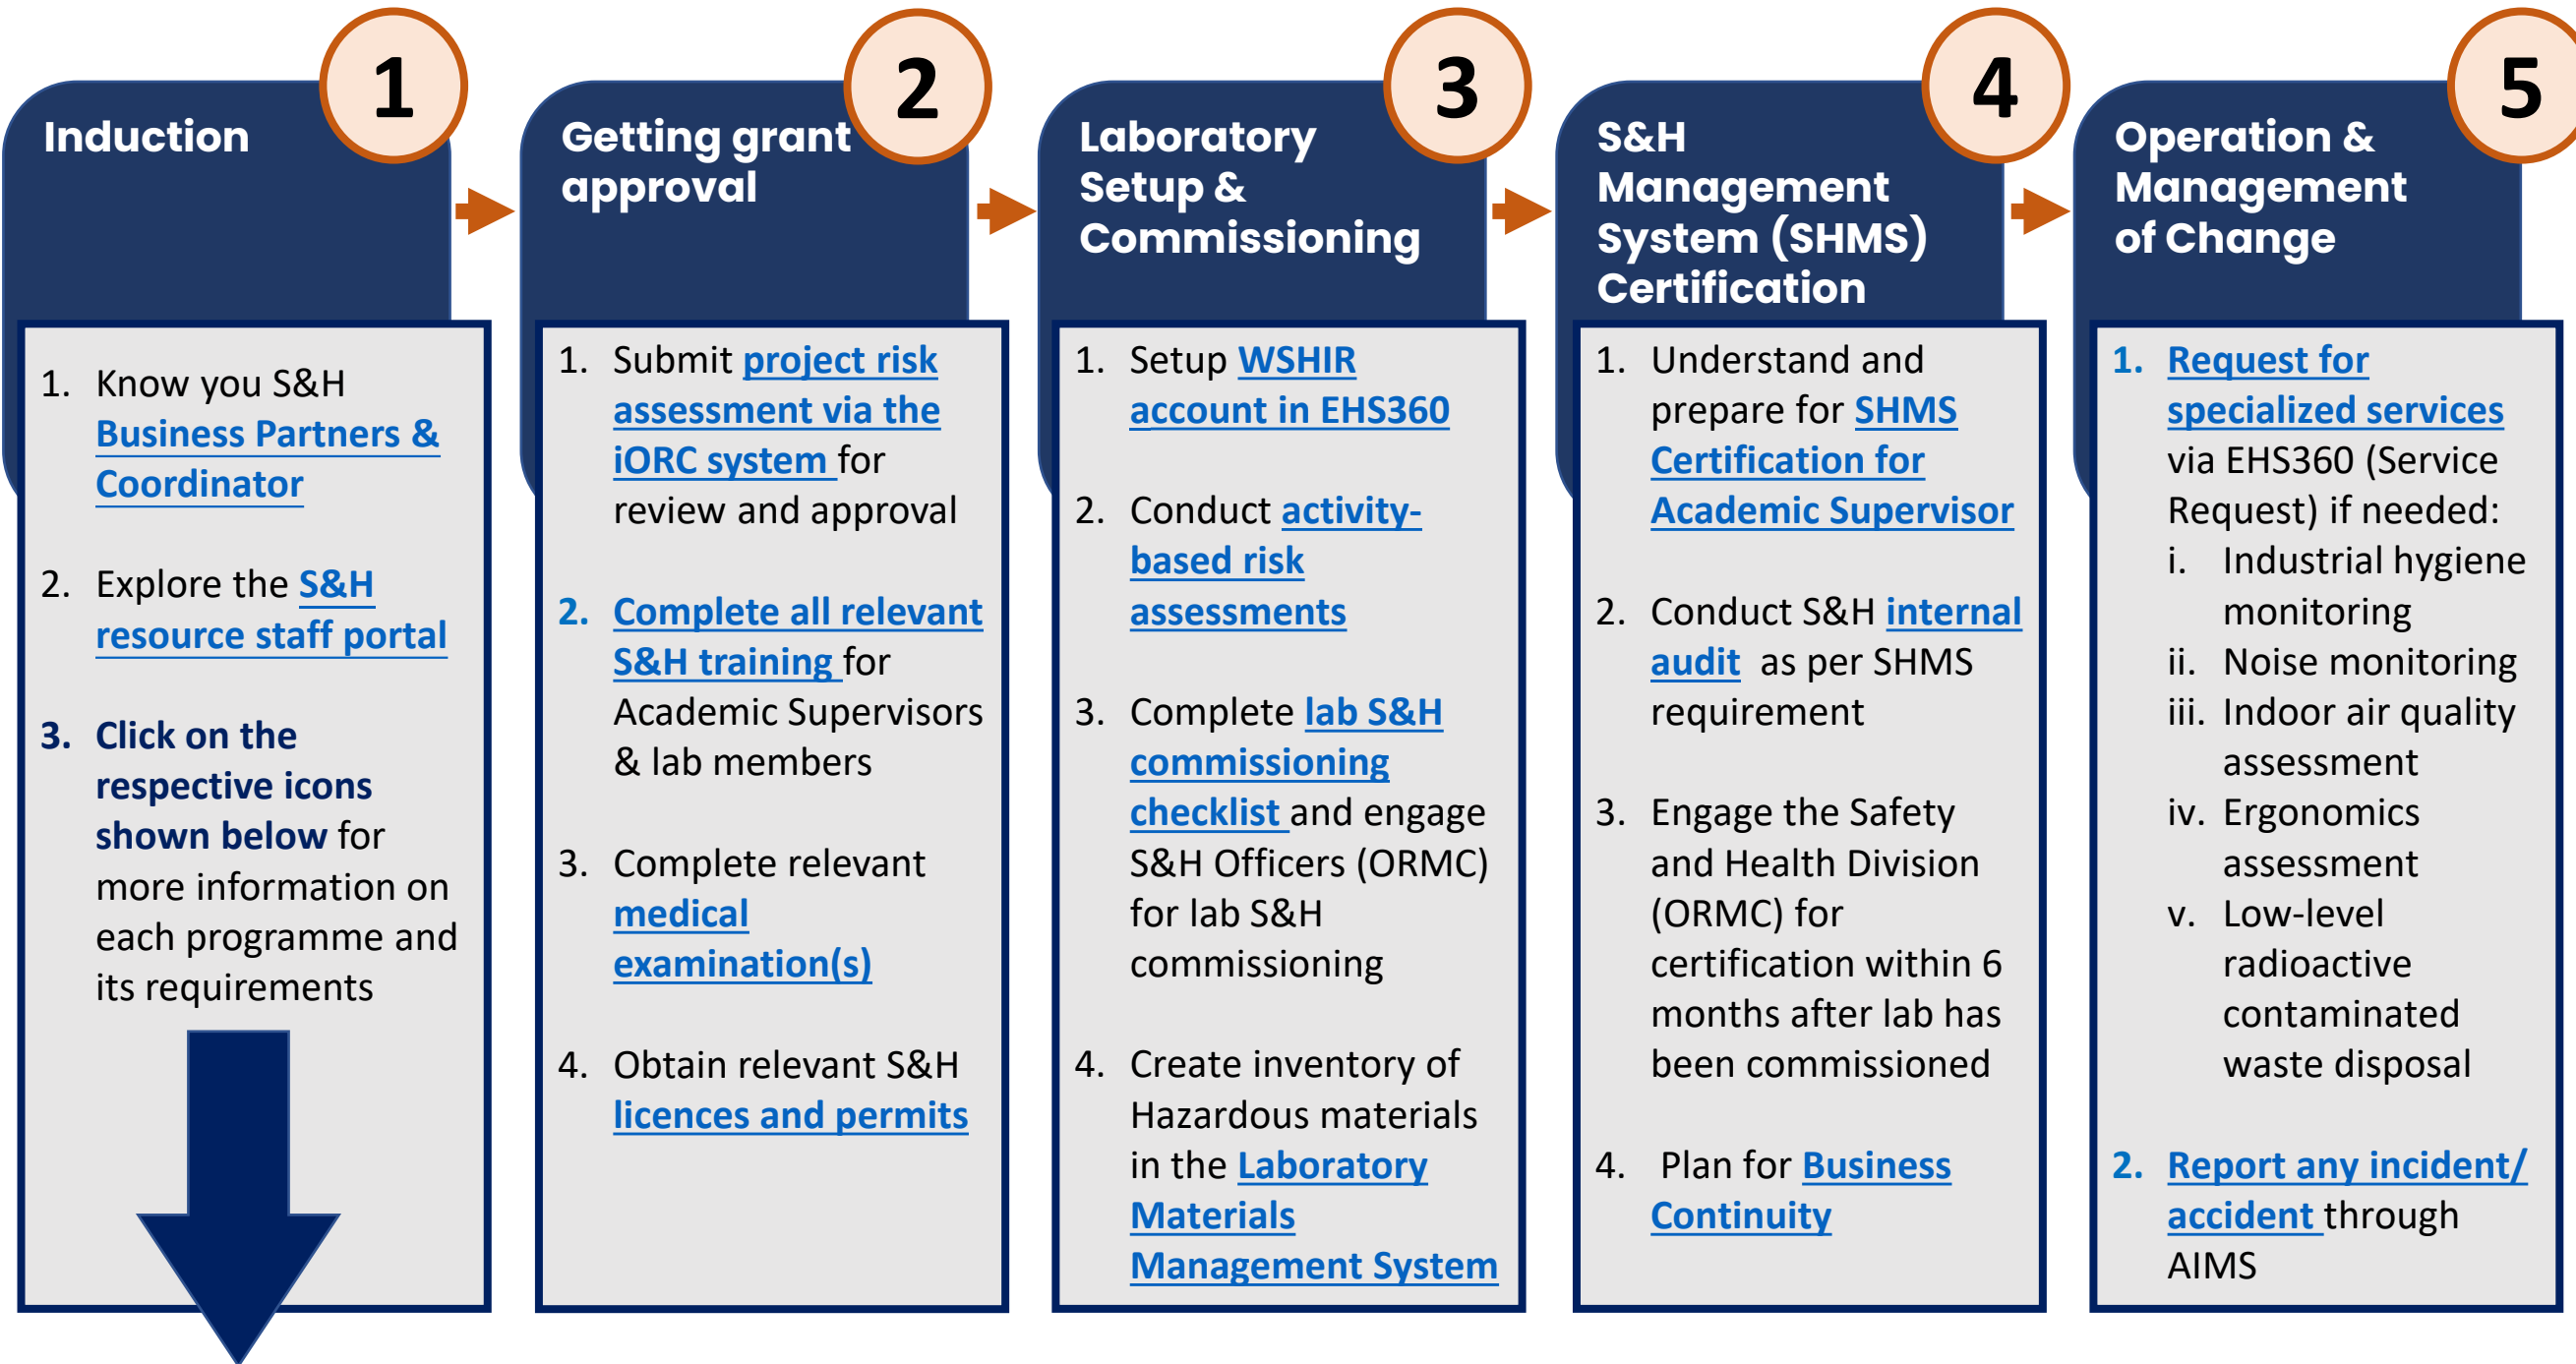 1
Induction
1. Know you S&H
Business Partners &
Coordinator
2. Explore the S&H
resource staff portal
3. Click on the
respective icons
shown below for
more information on
each programme and
its requirements
2
Getting grant
approval
1. Submit project risk
assessment via the
iORC system for
review and approval
2. Complete all relevant
S&H training for
Academic Supervisors
& lab members
3. Complete relevant
medical
examination(s)
4. Obtain relevant S&H
licences and permits
3
Laboratory
Setup &
Commissioning
1. Setup WSHIR
account in EHS360
2. Conduct activity-
based risk
assessments
3. Complete lab S&H
commissioning
checklist and engage
S&H Officers (ORMC)
for lab S&H
commissioning
4. Create inventory of
Hazardous materials
in the Laboratory
Materials
Management System
4
S&H
Management
System (SHMS)
Certification
1. Understand and
prepare for SHMS
Certification for
Academic Supervisor
2. Conduct S&H internal
audit as per SHMS
requirement
3. Engage the Safety
and Health Division
(ORMC) for
certification within 6
months after lab has
been commissioned
4. Plan for Business
Continuity
5
Operation &
Management
of Change
1. Request for
specialized services
via EHS360 (Service
Request) if needed:
i. Industrial hygiene
monitoring
ii. Noise monitoring
iii. Indoor air quality
assessment
iv. Ergonomics
assessment
v. Low-level
radioactive
contaminated
waste disposal
2. Report any incident/
accident through
AIMS